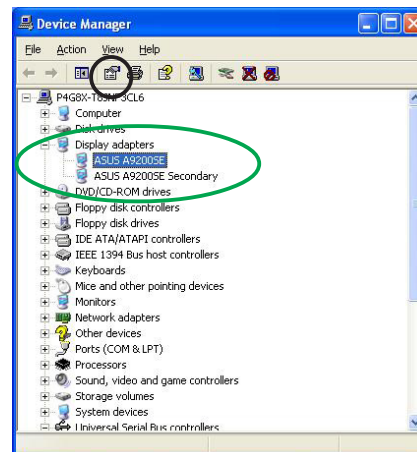 Device Manager
File Action View Help
P4G8X-T83NF3CL6
Computer
Disk drives
Display adapters
ASUS A9200SE
ASUS A9200SE Secondary
DVD/CD-ROM drives
Floppy disk controllers
Floppy disk drives
IDE ATA/ATAPI controllers
IEEE 1394 Bus host controllers
Keyboards
Mice and other pointing devices
Monitors
Network adapters
Other devices
Ports (COM & LPT)
Processors
Sound, video and game controllers
Storage volumes
System devices
Universal Serial Bus controllers